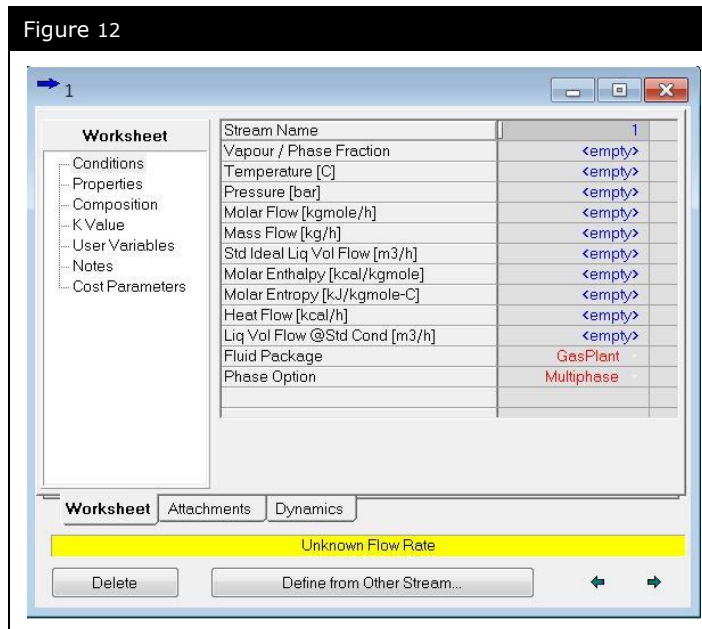 Figure 12
1
Worksheet
Conditions
Properties
Composition
K Value
User Variables
Notes
Cost Parameters
Stream Name 1
Vapour / Phase Fraction <empty>
Temperature [C] <empty>
Pressure [bar] <empty>
Molar Flow [kgmole/h] <empty>
Mass Flow [kg/h] <empty>
Std Ideal Liq Vol Flow [m3/h] <empty>
Molar Enthalpy [kcal/kgmole] <empty>
Molar Entropy [kJ/kgmole-C] <empty>
Heat Flow [kcal/h] <empty>
Liq Vol Flow @Std Cond [m3/h] <empty>
Fluid Package GasPlant
Phase Option Multiphase
Worksheet Attachments Dynamics
Unknown Flow Rate
Delete Define from Other Stream...